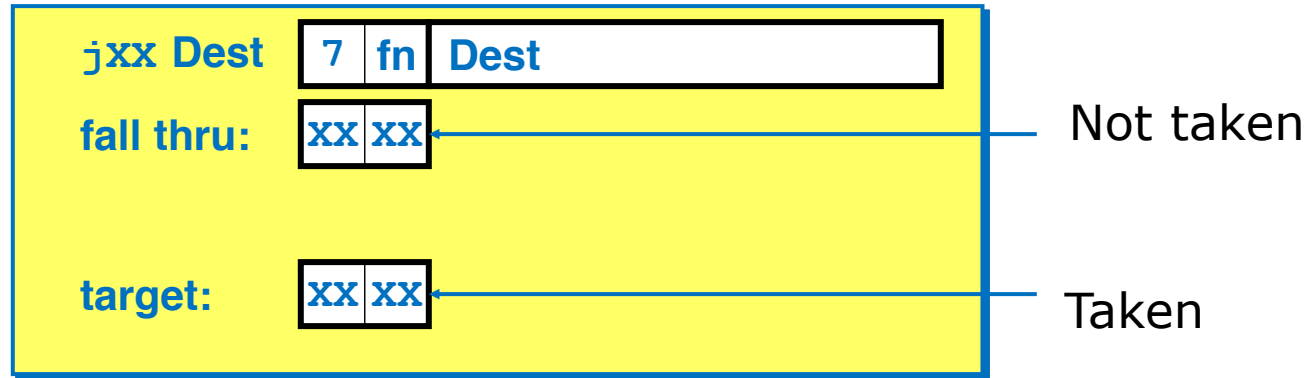 jXX Dest 7 fn Dest
fall thru: XX XX Not taken
target: XX XX Taken